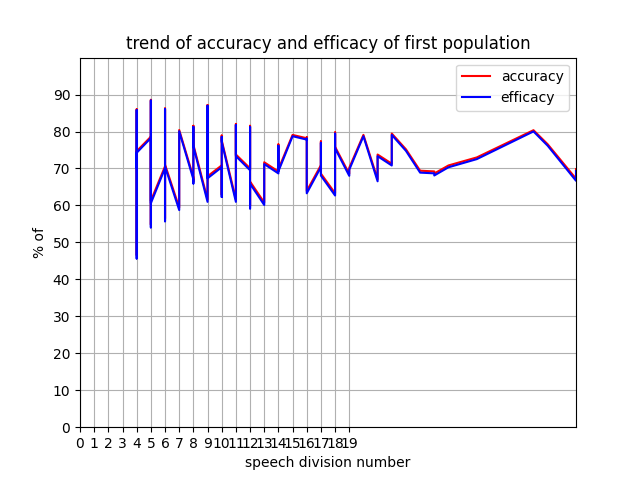 trend of accuracy and efficacy of first population
accuracy
efficacy
% of
90
80
70
60
50
40
30
20
10
0
0 1 2 3 4 5 6 7 8 9 10 11 12 13 14 15 16 17 18 19
speech division number